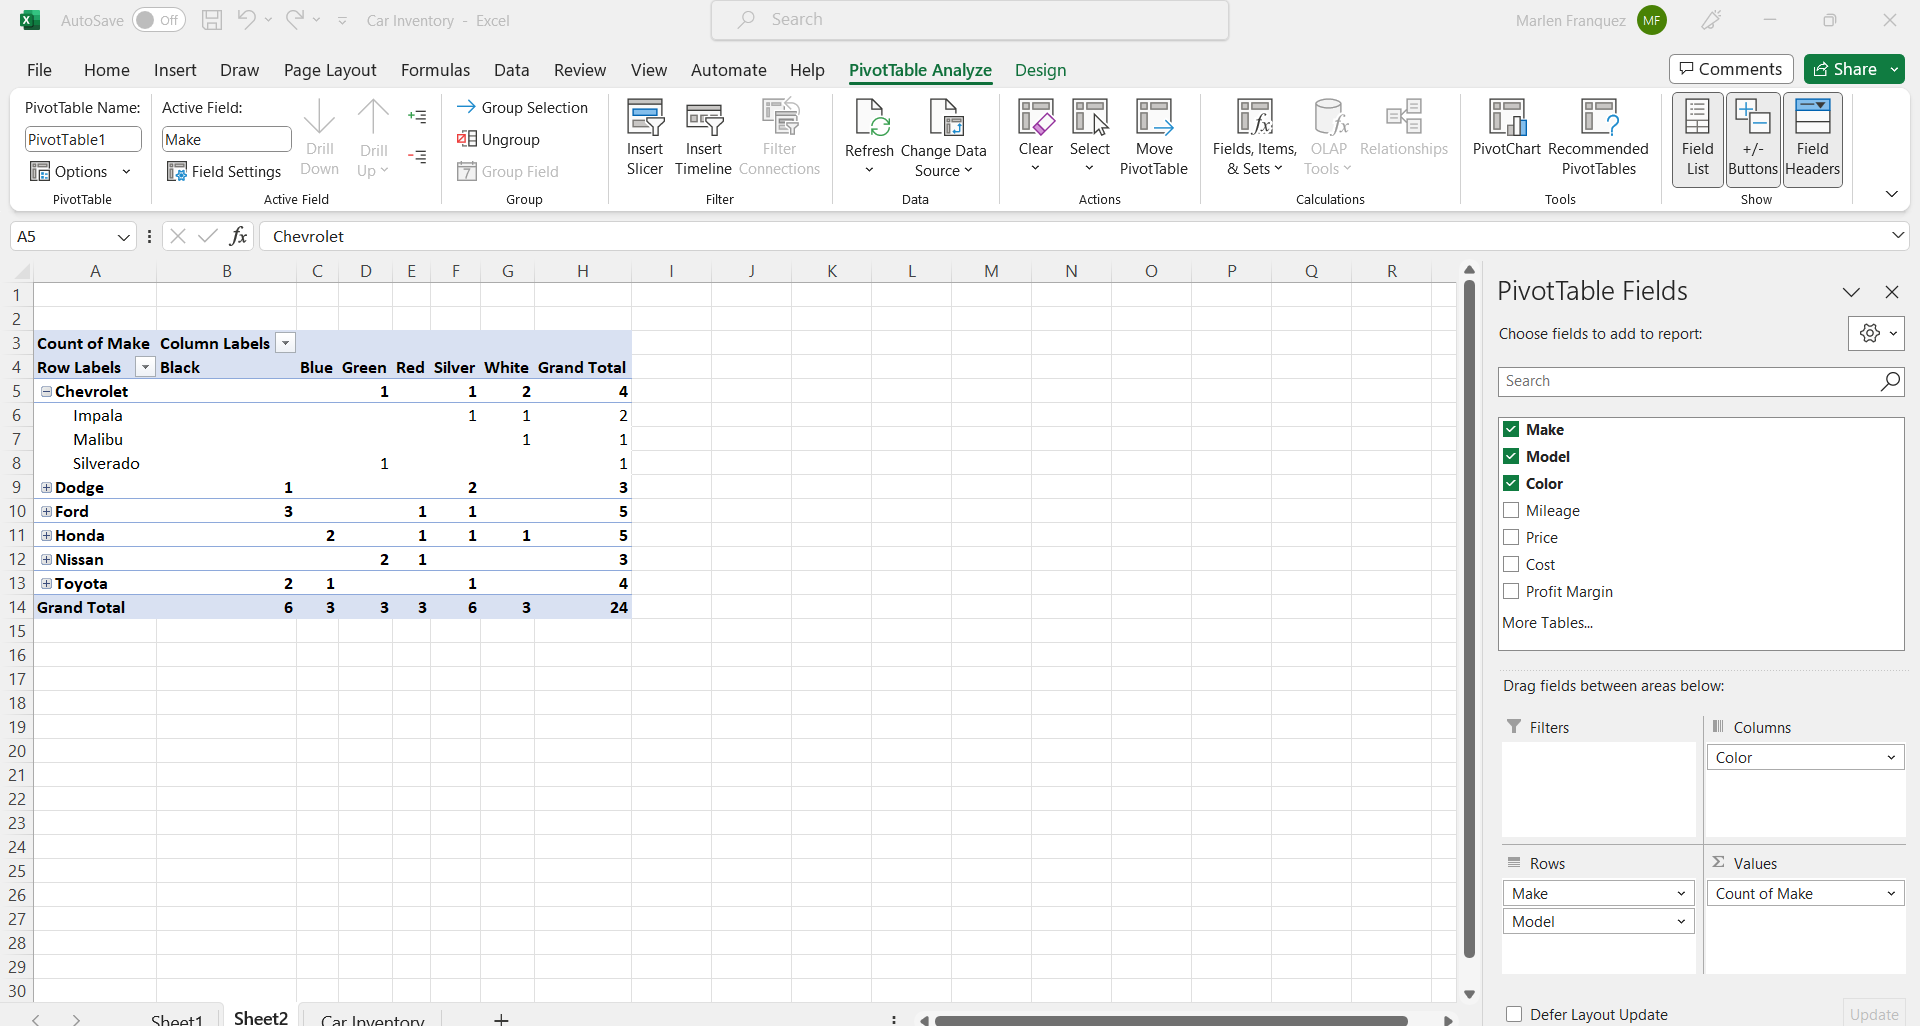 AutoSave Off Car Inventory - Excel Search Marlen Franquez MF
File Home Insert Draw Page Layout Formulas Data Review View Automate Help PivotTable Analyze Design Comments Share
PivotTable Name:
PivotTable1
Options
PivotTable
Active Field:
Make
Field Settings
Drill Down
Drill Up
Active Field
Group Selection
Ungroup
Group Field
Group
Insert Slicer
Insert Timeline
Filter Connections
Filter
Refresh
Change Data Source
Data
Clear
Select
Move PivotTable
Actions
Fields, Items, & Sets
OLAP Tools
Relationships
Calculations
PivotChart
Recommended PivotTables
Tools
Field List
+/- Buttons
Field Headers
Show
A5 fx Chevrolet
A B C D E F G H I J K L M N O P Q R
1
2
3 Count of Make Column Labels
4 Row Labels Black Blue Green Red Silver White Grand Total
5 Chevrolet 1 1 2 4
6 Impala 1 1 2
7 Malibu 1 1
8 Silverado 1 1
9 Dodge 1 2 3
10 Ford 3 1 1 5
11 Honda 2 1 1 1 5
12 Nissan 2 1 3
13 Toyota 2 1 1 4
14 Grand Total 6 3 3 3 6 3 24
15
16
17
18
19
20
21
22
23
24
25
26
27
28
29
30
Sheet1 Sheet2 Car Inventory
PivotTable Fields
Choose fields to add to report:
Search
Make
Model
Color
Mileage
Price
Cost
Profit Margin
More Tables...
Drag fields between areas below:
Filters
Columns
Color
Rows
Make
Model
Values
Count of Make
Defer Layout Update Update